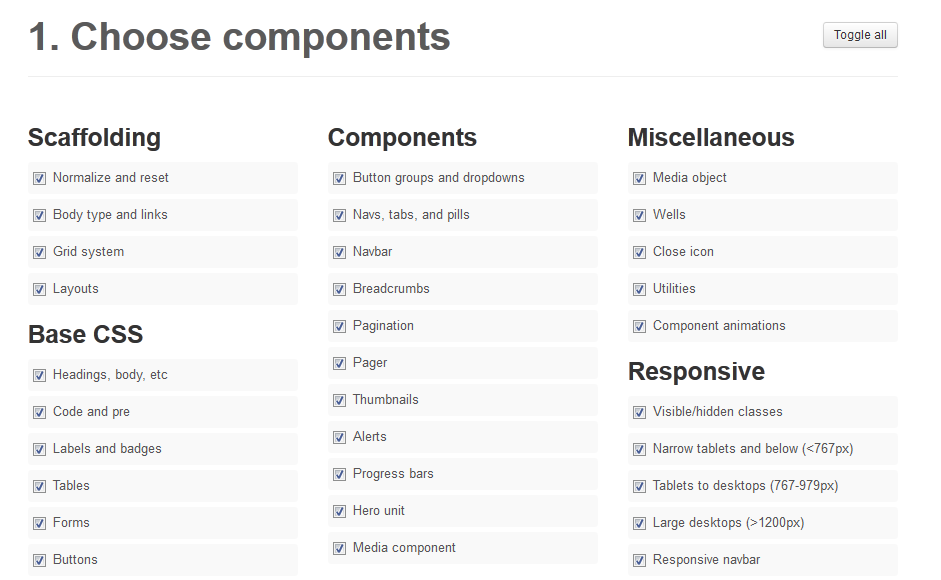 1. Choose components
Toggle all
Scaffolding
Normalize and reset
Body type and links
Grid system
Layouts
Base CSS
Headings, body, etc
Code and pre
Labels and badges
Tables
Forms
Buttons
Components
Button groups and dropdowns
Navs, tabs, and pills
Navbar
Breadcrumbs
Pagination
Pager
Thumbnails
Alerts
Progress bars
Hero unit
Media component
Miscellaneous
Media object
Wells
Close icon
Utilities
Component animations
Responsive
Visible/hidden classes
Narrow tablets and below (<767px)
Tablets to desktops (767-979px)
Large desktops (>1200px)
Responsive navbar